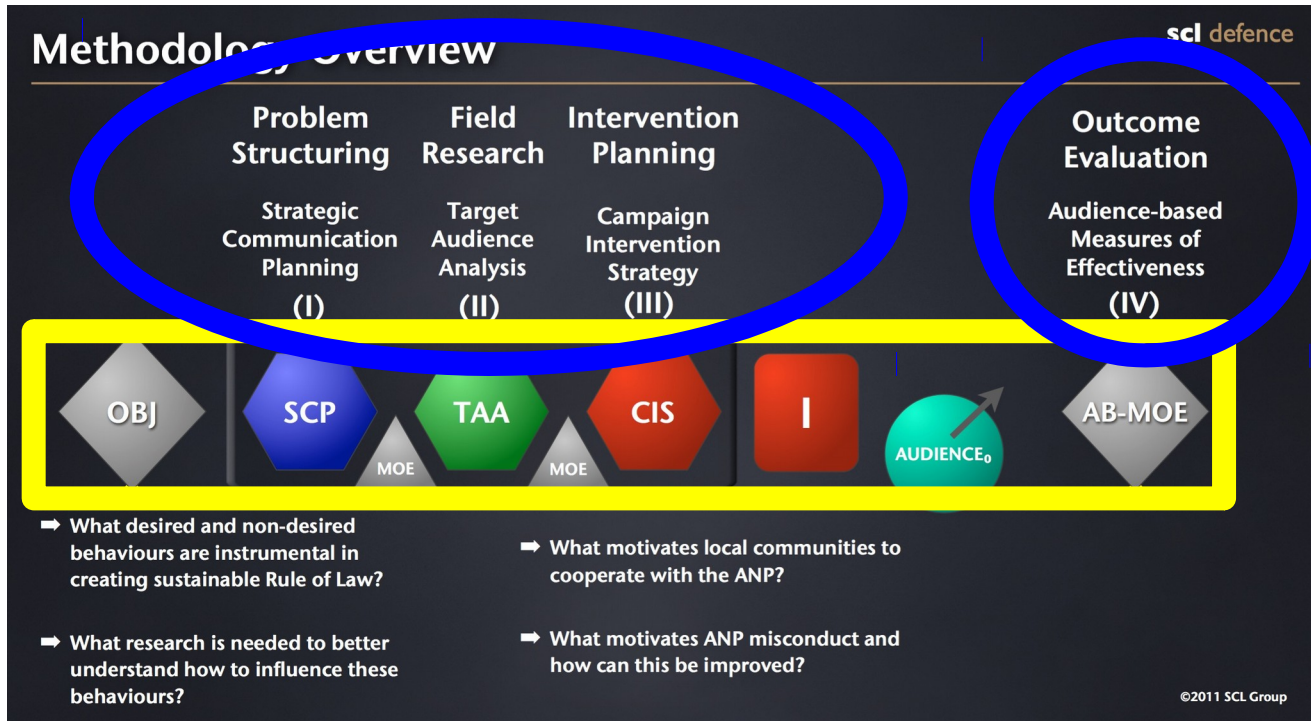 Methodology Overview
scl defence
Problem
Structuring
Field
Research
Intervention
Planning
Outcome
Evaluation
Strategic
Communication
Planning
(I)
Target
Audience
Analysis
(II)
Campaign
Intervention
Strategy
(III)
Audience-based
Measures of
Effectiveness
(IV)
OBJ
SCP
MOE
TAA
MOE
CIS
I
AUDIENCE₀
AB-MOE
➡ What desired and non-desired
behaviours are instrumental in
creating sustainable Rule of Law?
➡ What research is needed to better
understand how to influence these
behaviours?
➡ What motivates local communities to
cooperate with the ANP?
➡ What motivates ANP misconduct and
how can this be improved?
©2011 SCL Group